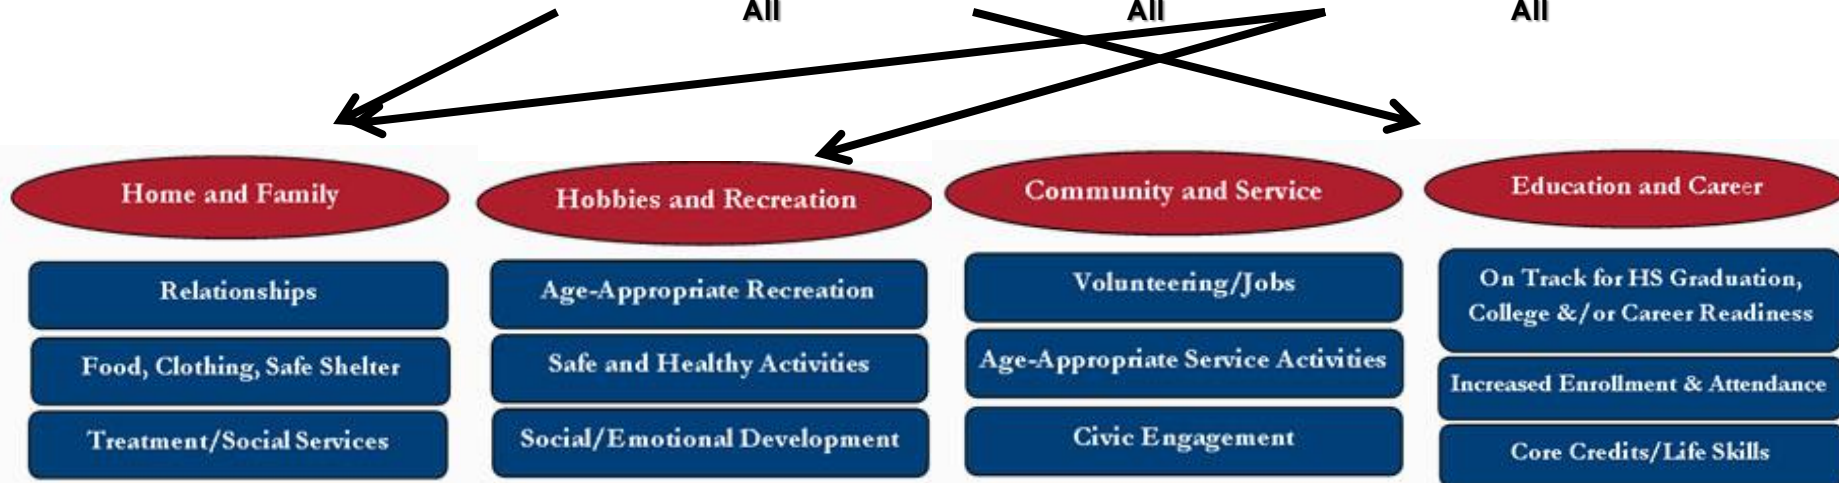 All
All
All
Home and Family
Relationships
Food, Clothing, Safe Shelter
Treatment/Social Services
Hobbies and Recreation
Age-Appropriate Recreation
Safe and Healthy Activities
Social/Emotional Development
Community and Service
Volunteering/Jobs
Age-Appropriate Service Activities
Civic Engagement
Education and Career
On Track for HS Graduation,
College &/or Career Readiness
Increased Enrollment & Attendance
Core Credits/Life Skills